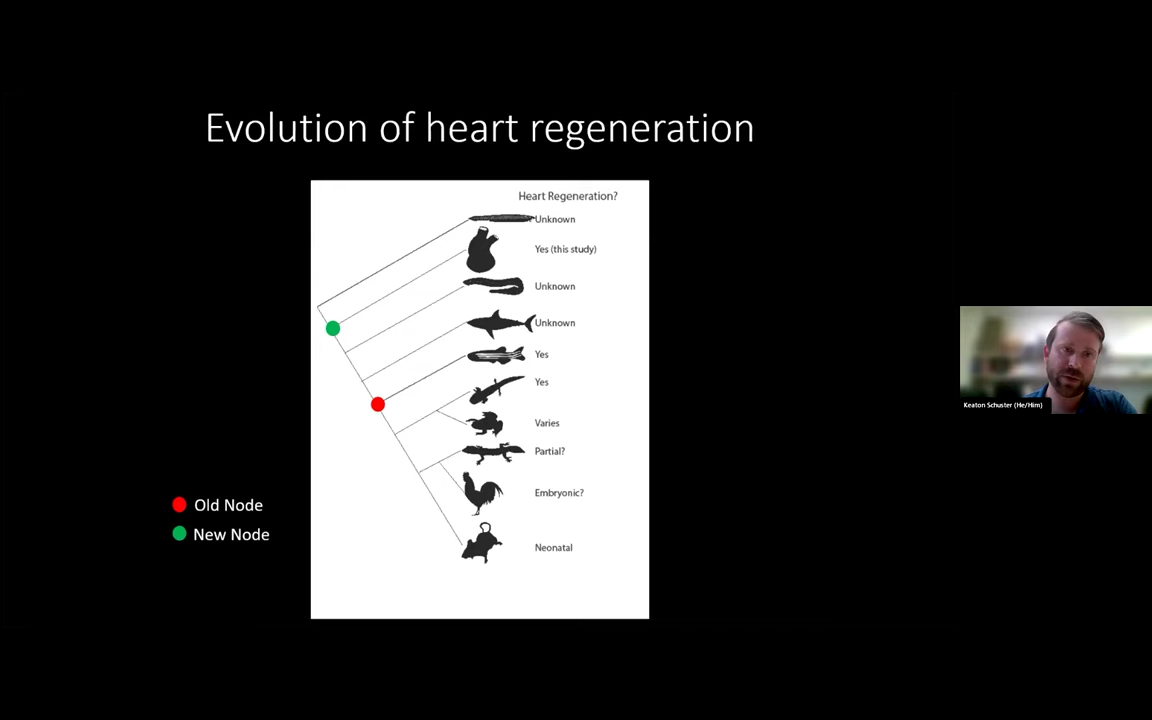 Evolution of heart regeneration
Heart Regeneration?
Unknown
Yes (this study)
Unknown
Unknown
Yes
Yes
Varies
Partial?
Embryonic?
Neonatal
Old Node
New Node
Keaton Schuster (He/Him)